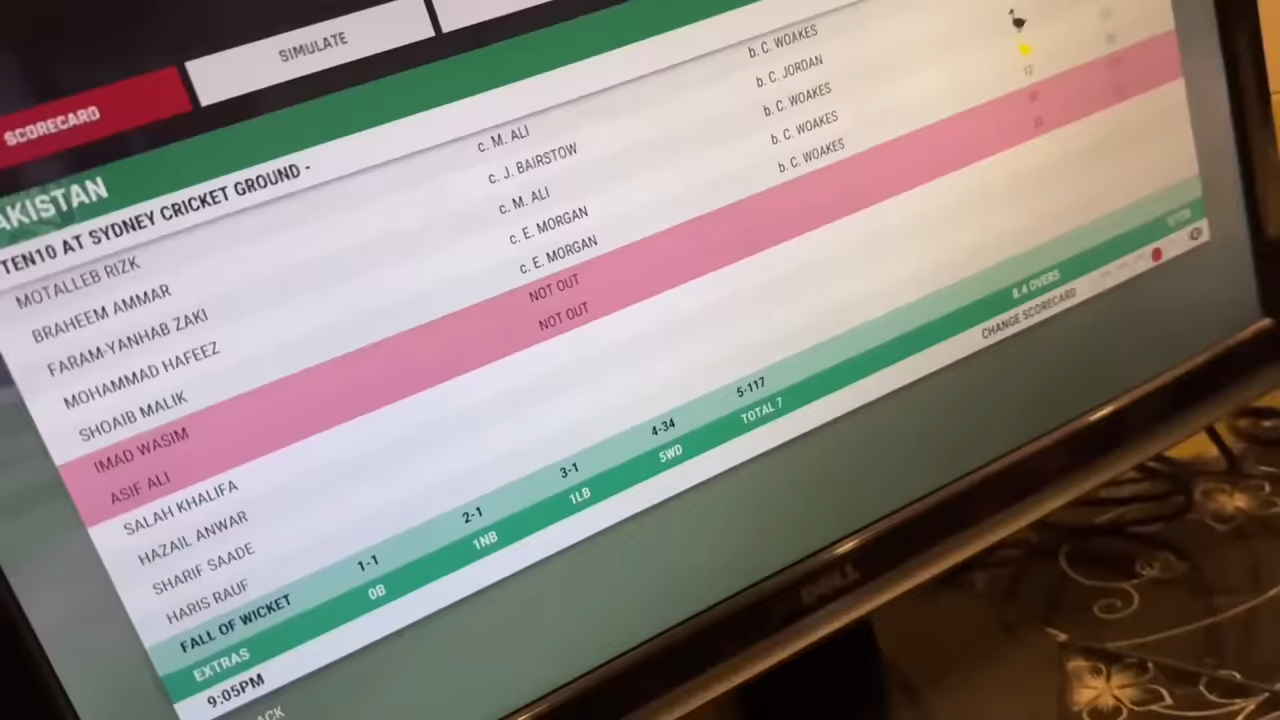 SIMULATE
SCORECARD
AKISTAN
TEN10 AT SYDNEY CRICKET GROUND -
MOTALLEB RIZK c. M. ALI b. C. WOAKES
BRAHEEM AMMAR c. J. BAIRSTOW b. C. JORDAN
FARAM-YANHAB ZAKI c. M. ALI b. C. WOAKES 12
MOHAMMAD HAFEEZ c. E. MORGAN b. C. WOAKES
SHOAIB MALIK c. E. MORGAN b. C. WOAKES
IMAD WASIM NOT OUT
ASIF ALI NOT OUT
SALAH KHALIFA
HAZAIL ANWAR
SHARIF SAADE
HARIS RAUF
FALL OF WICKET 1-1 2-1 3-1 4-34 5-117
EXTRAS 0B 1NB 1LB 5WD TOTAL 7 8.4 OVERS
9:05PM CHANGE SCORECARD
ACK
DELL